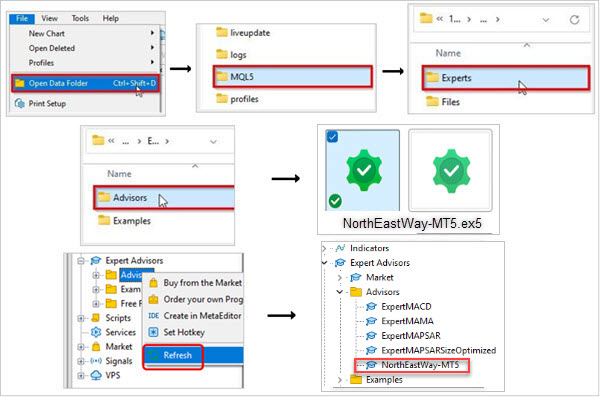 File View Tools Help
New Chart
Open Deleted
Profiles
Open Data Folder Ctrl+Shift+D
Print Setup
liveupdate
logs
MQL5
profiles
« 1... ...
Name
Experts
Files
« ... E...
Advisors
Examples
NorthEastWay-MT5.ex5
Expert Advisors
Advis
Exam
Free F
Scripts
Services
Market
Signals
VPS
Buy from the Market
Order your own Prog
IDE Create in MetaEditor
Set Hotkey
Refresh
Indicators
Expert Advisors
Market
Advisors
ExpertMACD
ExpertMAMA
ExpertMAPSAR
ExpertMAPSARSizeOptimized
NorthEastWay-MT5
Examples